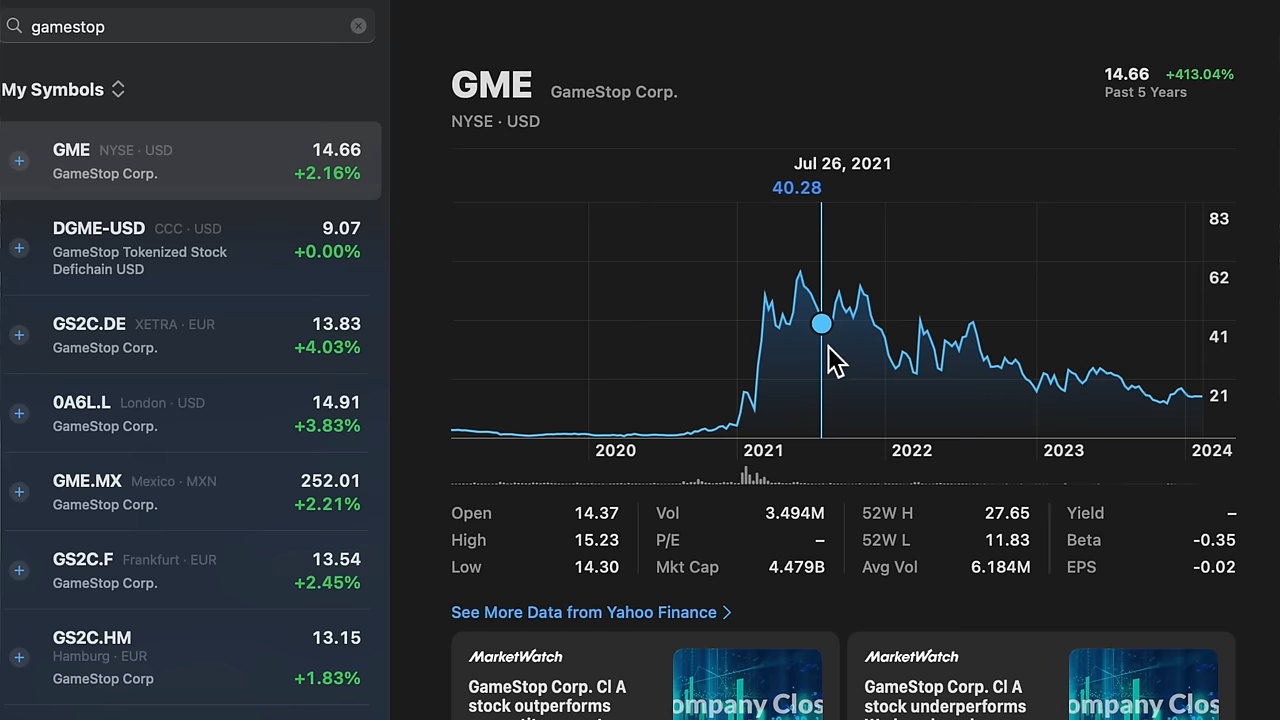 gamestop
My Symbols
GME NYSE · USD 14.66
GameStop Corp. +2.16%
DGME-USD CCC · USD 9.07
GameStop Tokenized Stock +0.00%
Defichain USD
GS2C.DE XETRA · EUR 13.83
GameStop Corp. +4.03%
0A6L.L London · USD 14.91
GameStop Corp. +3.83%
GME.MX Mexico · MXN 252.01
GameStop Corp. +2.21%
GS2C.F Frankfurt · EUR 13.54
GameStop Corp. +2.45%
GS2C.HM 13.15
Hamburg · EUR
GameStop Corp +1.83%
GME GameStop Corp.
NYSE · USD
14.66 +413.04%
Past 5 Years
Jul 26, 2021
40.28
83
62
41
21
2020 2021 2022 2023 2024
Open 14.37 Vol 3.494M 52W H 27.65 Yield –
High 15.23 P/E – 52W L 11.83 Beta -0.35
Low 14.30 Mkt Cap 4.479B Avg Vol 6.184M EPS -0.02
See More Data from Yahoo Finance
MarketWatch
GameStop Corp. Cl A
stock outperforms
ompany Clos
MarketWatch
GameStop Corp. Cl A
stock underperforms
ompany Clos